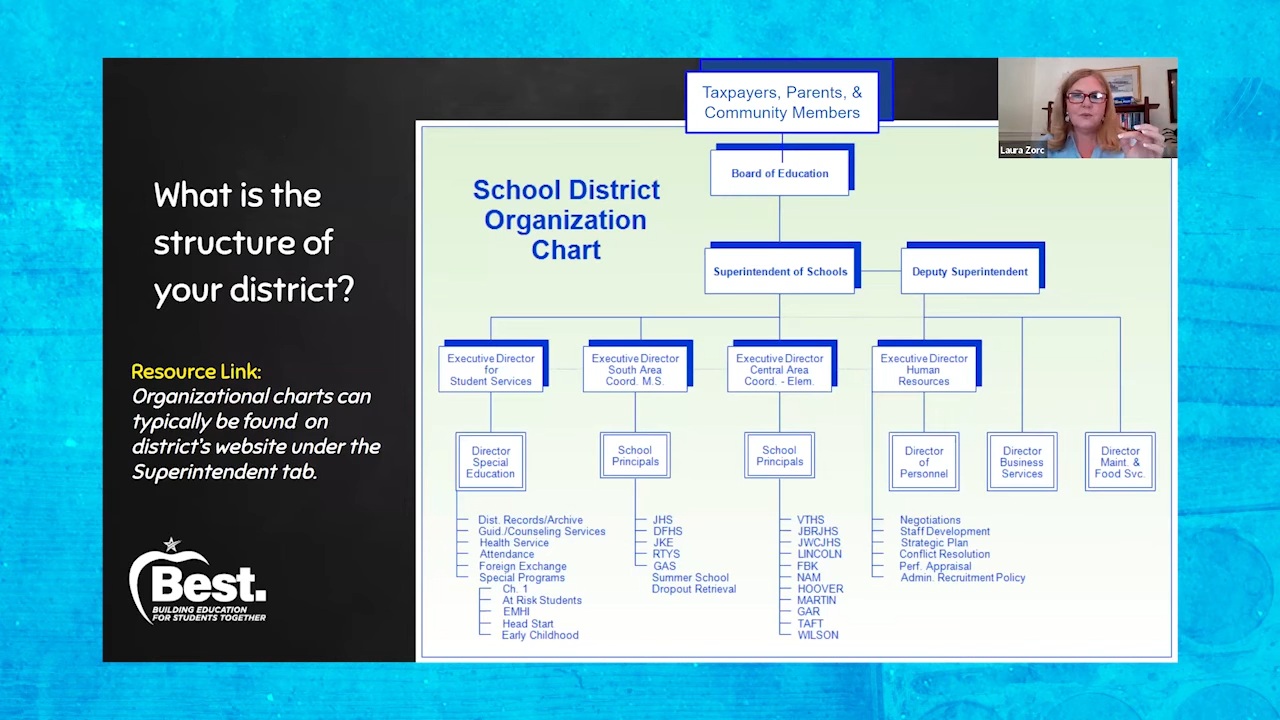 What is the
structure of
your district?
Resource Link:
Organizational charts can
typically be found on
district's website under the
Superintendent tab.
Best.
BUILDING EDUCATION
FOR STUDENTS TOGETHER
Taxpayers, Parents, &
Community Members
Laura Zorc
School District
Organization
Chart
Board of Education
Superintendent of Schools
Deputy Superintendent
Executive Director
for
Student Services
Executive Director
South Area
Coord. M.S.
Executive Director
Central Area
Coord. - Elem.
Executive Director
Human
Resources
Director
Special
Education
School
Principals
School
Principals
Director
of
Personnel
Director
Business
Services
Director
Maint. &
Food Svc.
Dist. Records/Archive
Guid./Counseling Services
Health Service
Attendance
Foreign Exchange
Special Programs
Ch. 1
At Risk Students
EMHI
Head Start
Early Childhood
JHS
DFHS
JKE
RTYS
GAS
Summer School
Dropout Retrieval
VTHS
JBRJHS
JWCJHS
LINCOLN
FBK
NAM
HOOVER
MARTIN
GAR
TAFT
WILSON
Negotiations
Staff Development
Strategic Plan
Conflict Resolution
Perf. Appraisal
Admin. Recruitment Policy